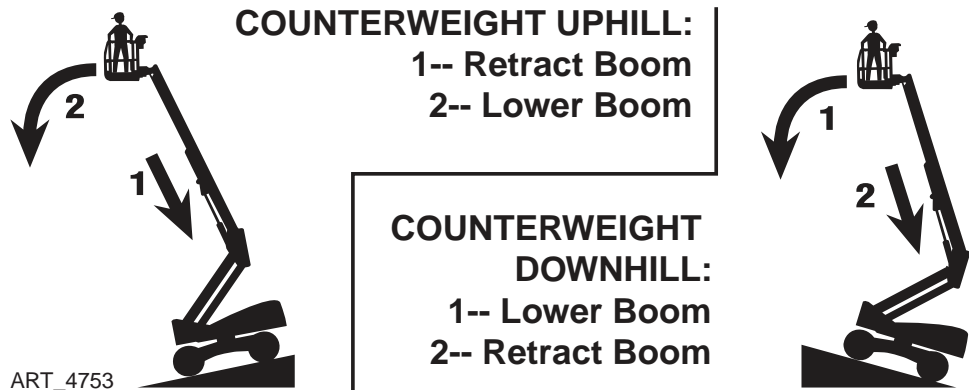 COUNTERWEIGHT UPHILL:
1-- Retract Boom
2-- Lower Boom
2
1
COUNTERWEIGHT
DOWNHILL:
1-- Lower Boom
2-- Retract Boom
1
2
ART_4753